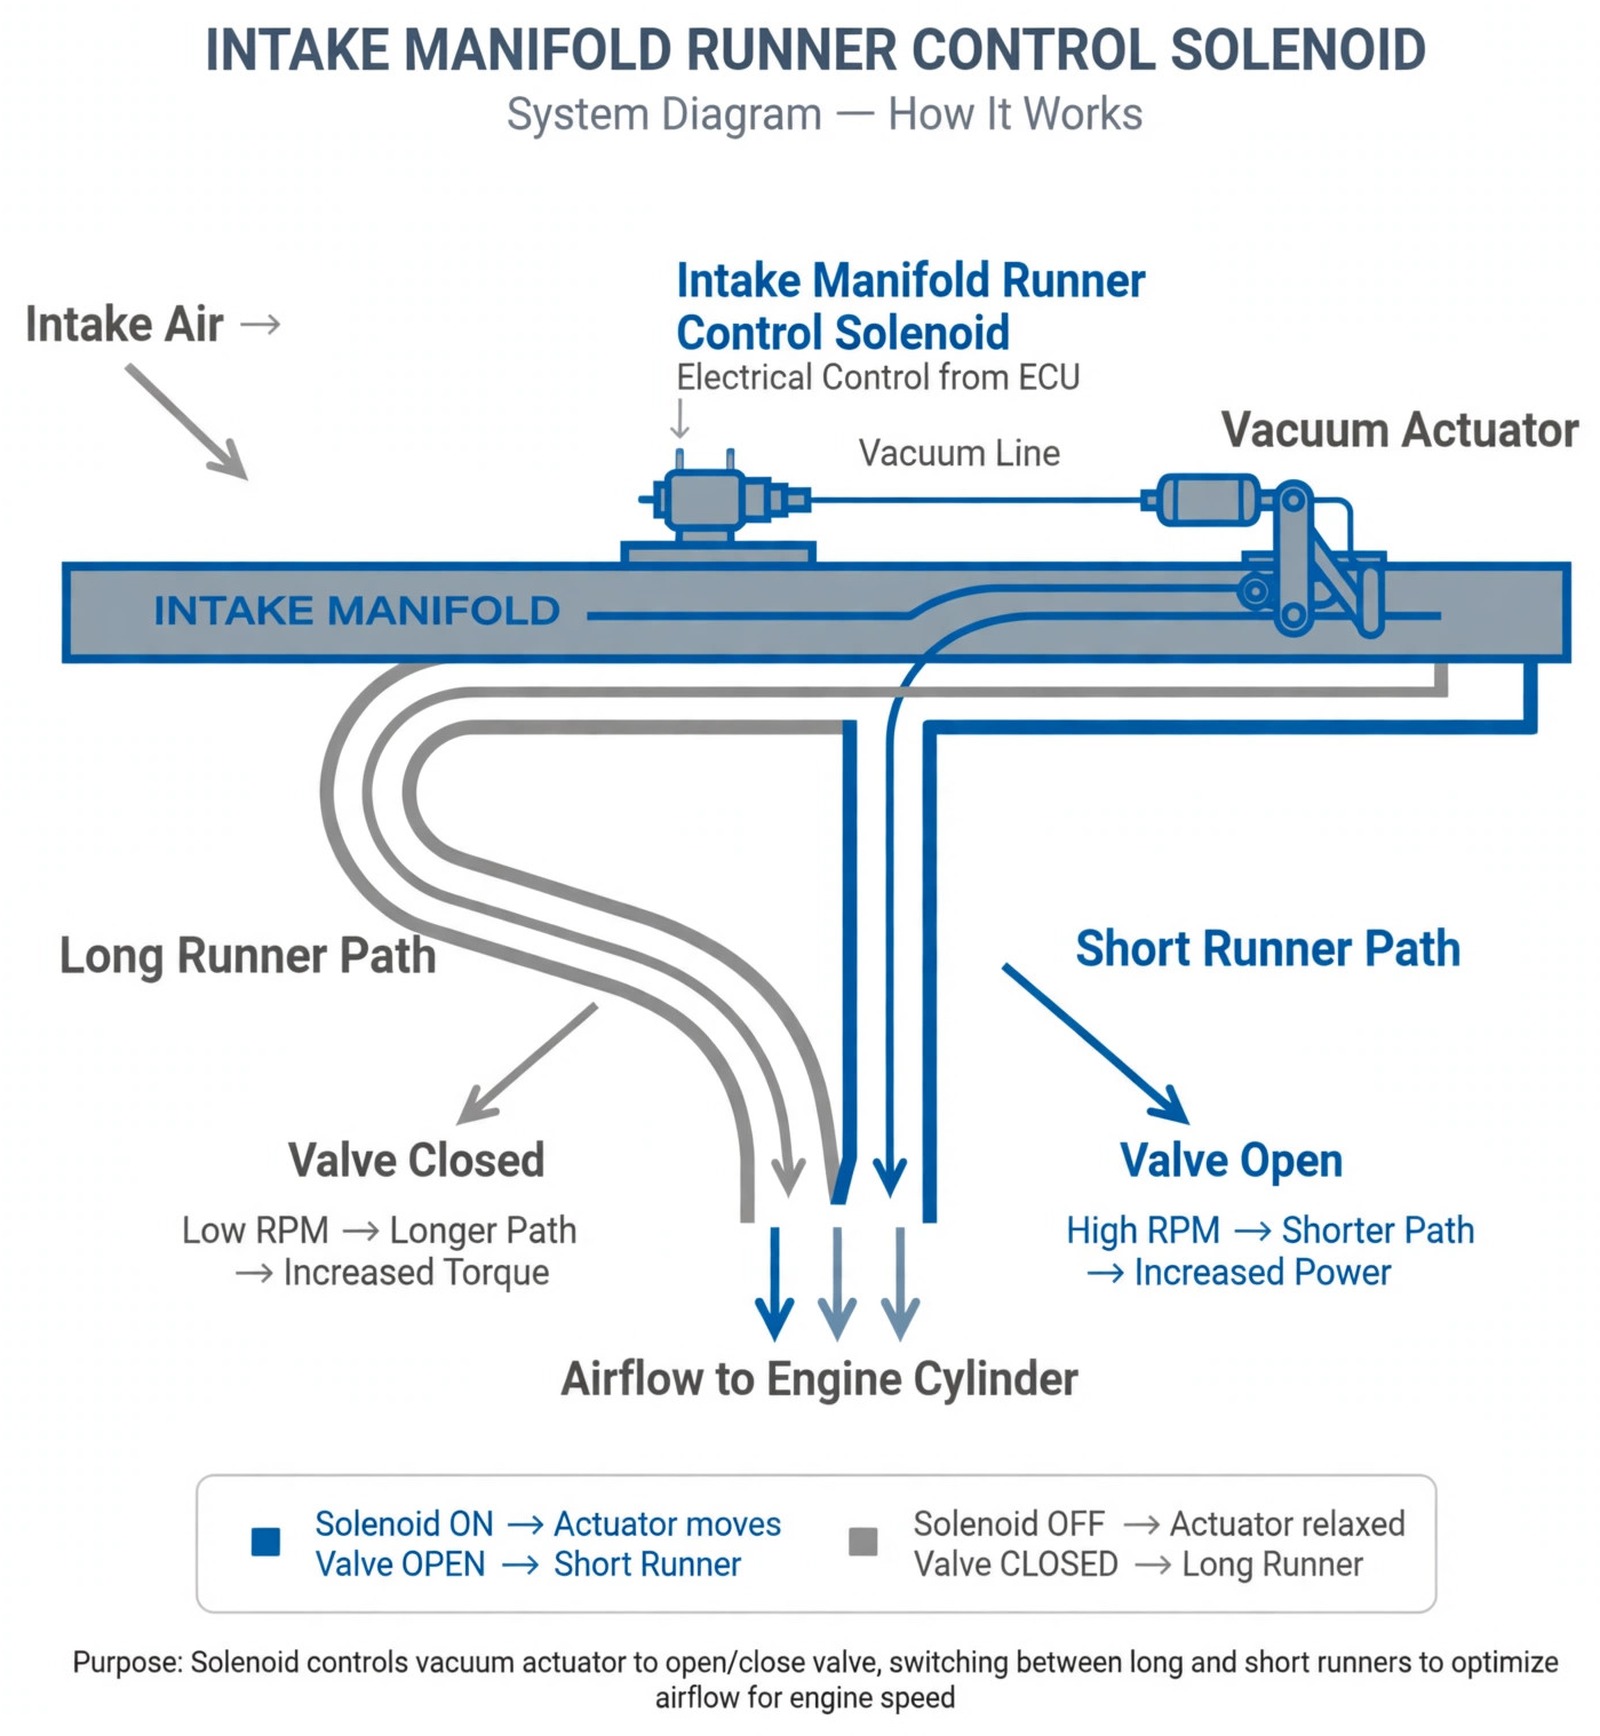 INTAKE MANIFOLD RUNNER CONTROL SOLENOID
System Diagram — How It Works
Intake Air →
Intake Manifold Runner
Control Solenoid
Electrical Control from ECU
Vacuum Line
Vacuum Actuator
INTAKE MANIFOLD
Long Runner Path
Short Runner Path
Valve Closed
Low RPM → Longer Path
→ Increased Torque
Valve Open
High RPM → Shorter Path
→ Increased Power
Airflow to Engine Cylinder
Solenoid ON → Actuator moves
Valve OPEN → Short Runner
Solenoid OFF → Actuator relaxed
Valve CLOSED → Long Runner
Purpose: Solenoid controls vacuum actuator to open/close valve, switching between long and short runners to optimize
airflow for engine speed